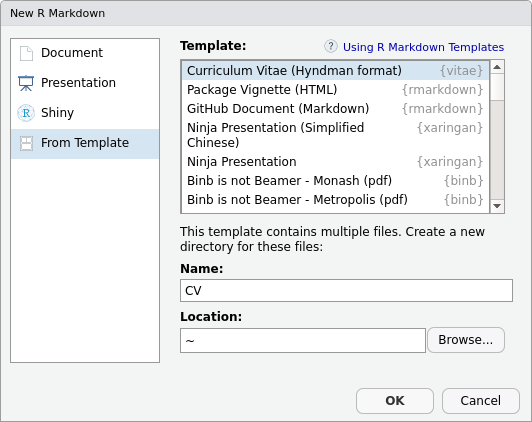 New R Markdown
Document
Presentation
Shiny
From Template
Template:
? Using R Markdown Templates
Curriculum Vitae (Hyndman format) {vitae}
Package Vignette (HTML) {rmarkdown}
GitHub Document (Markdown) {rmarkdown}
Ninja Presentation (Simplified {xaringan}
Chinese)
Ninja Presentation {xaringan}
Binb is not Beamer - Monash (pdf) {binb}
Binb is not Beamer - Metropolis (pdf) {binb}
This template contains multiple files. Create a new
directory for these files:
Name:
CV
Location:
~
Browse...
OK
Cancel